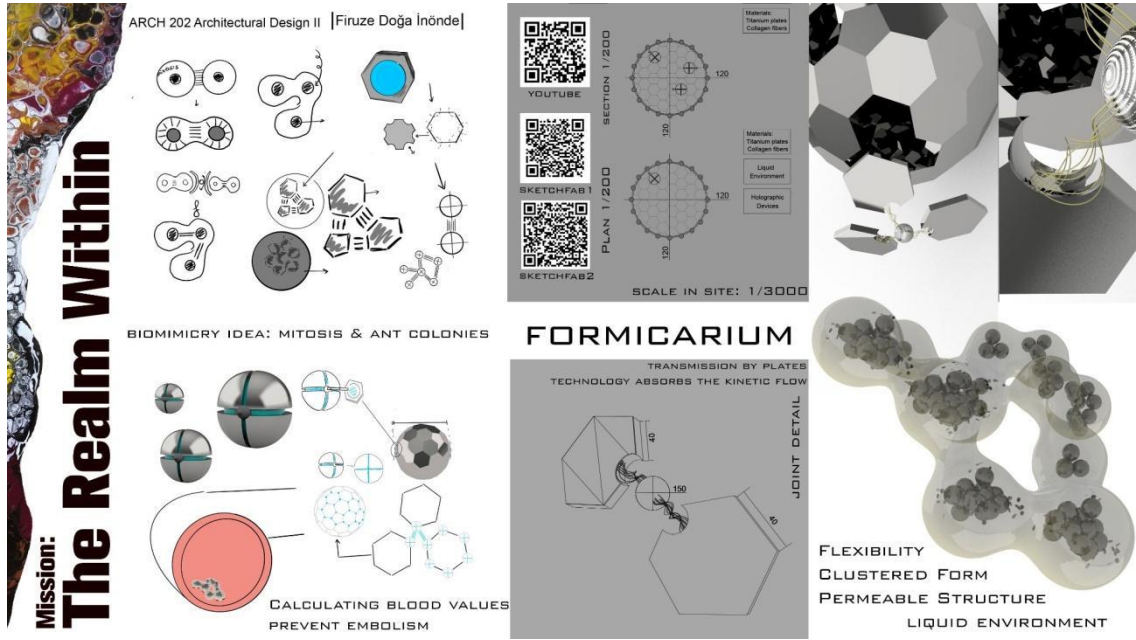 Mission:
The Realm Within
ARCH 202 Architectural Design II |Firuze Doğa İnönde|
BIOMIMICRY IDEA: MITOSIS & ANT COLONIES
CALCULATING BLOOD VALUES
PREVENT EMBOLISM
YOUTUBE
SKETCHFAB1
SKETCHFAB2
SECTION 1/200
PLAN 1/200
120
120
120
120
Materials:
Titanium plates
Collagen fibers
Materials:
Titanium plates
Collagen fibers
Liquid
Environment
Holographic
Devices
SCALE IN SITE: 1/3000
FORMICARIUM
TRANSMISSION BY PLATES
TECHNOLOGY ABSORBS THE KINETIC FLOW
JOINT DETAIL
40
150
40
FLEXIBILITY
CLUSTERED FORM
PERMEABLE STRUCTURE
LIQUID ENVIRONMENT